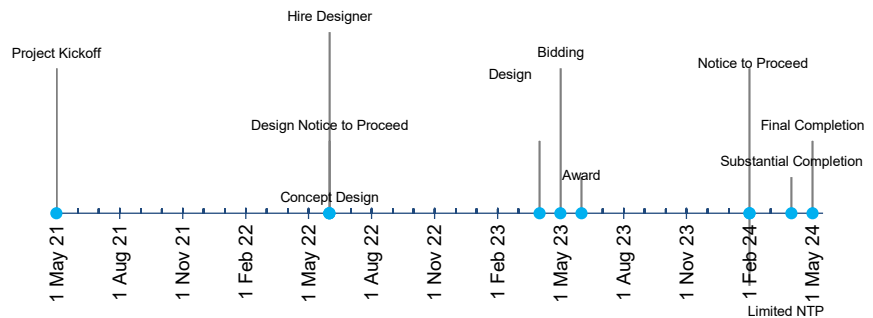 Hire Designer
Project Kickoff
Bidding
Notice to Proceed
Design
Design Notice to Proceed
Final Completion
Substantial Completion
Award
Concept Design
1 May 21
1 Aug 21
1 Nov 21
1 Feb 22
1 May 22
1 Aug 22
1 Nov 22
1 Feb 23
1 May 23
1 Aug 23
1 Nov 23
1 Feb 24
1 May 24
Limited NTP